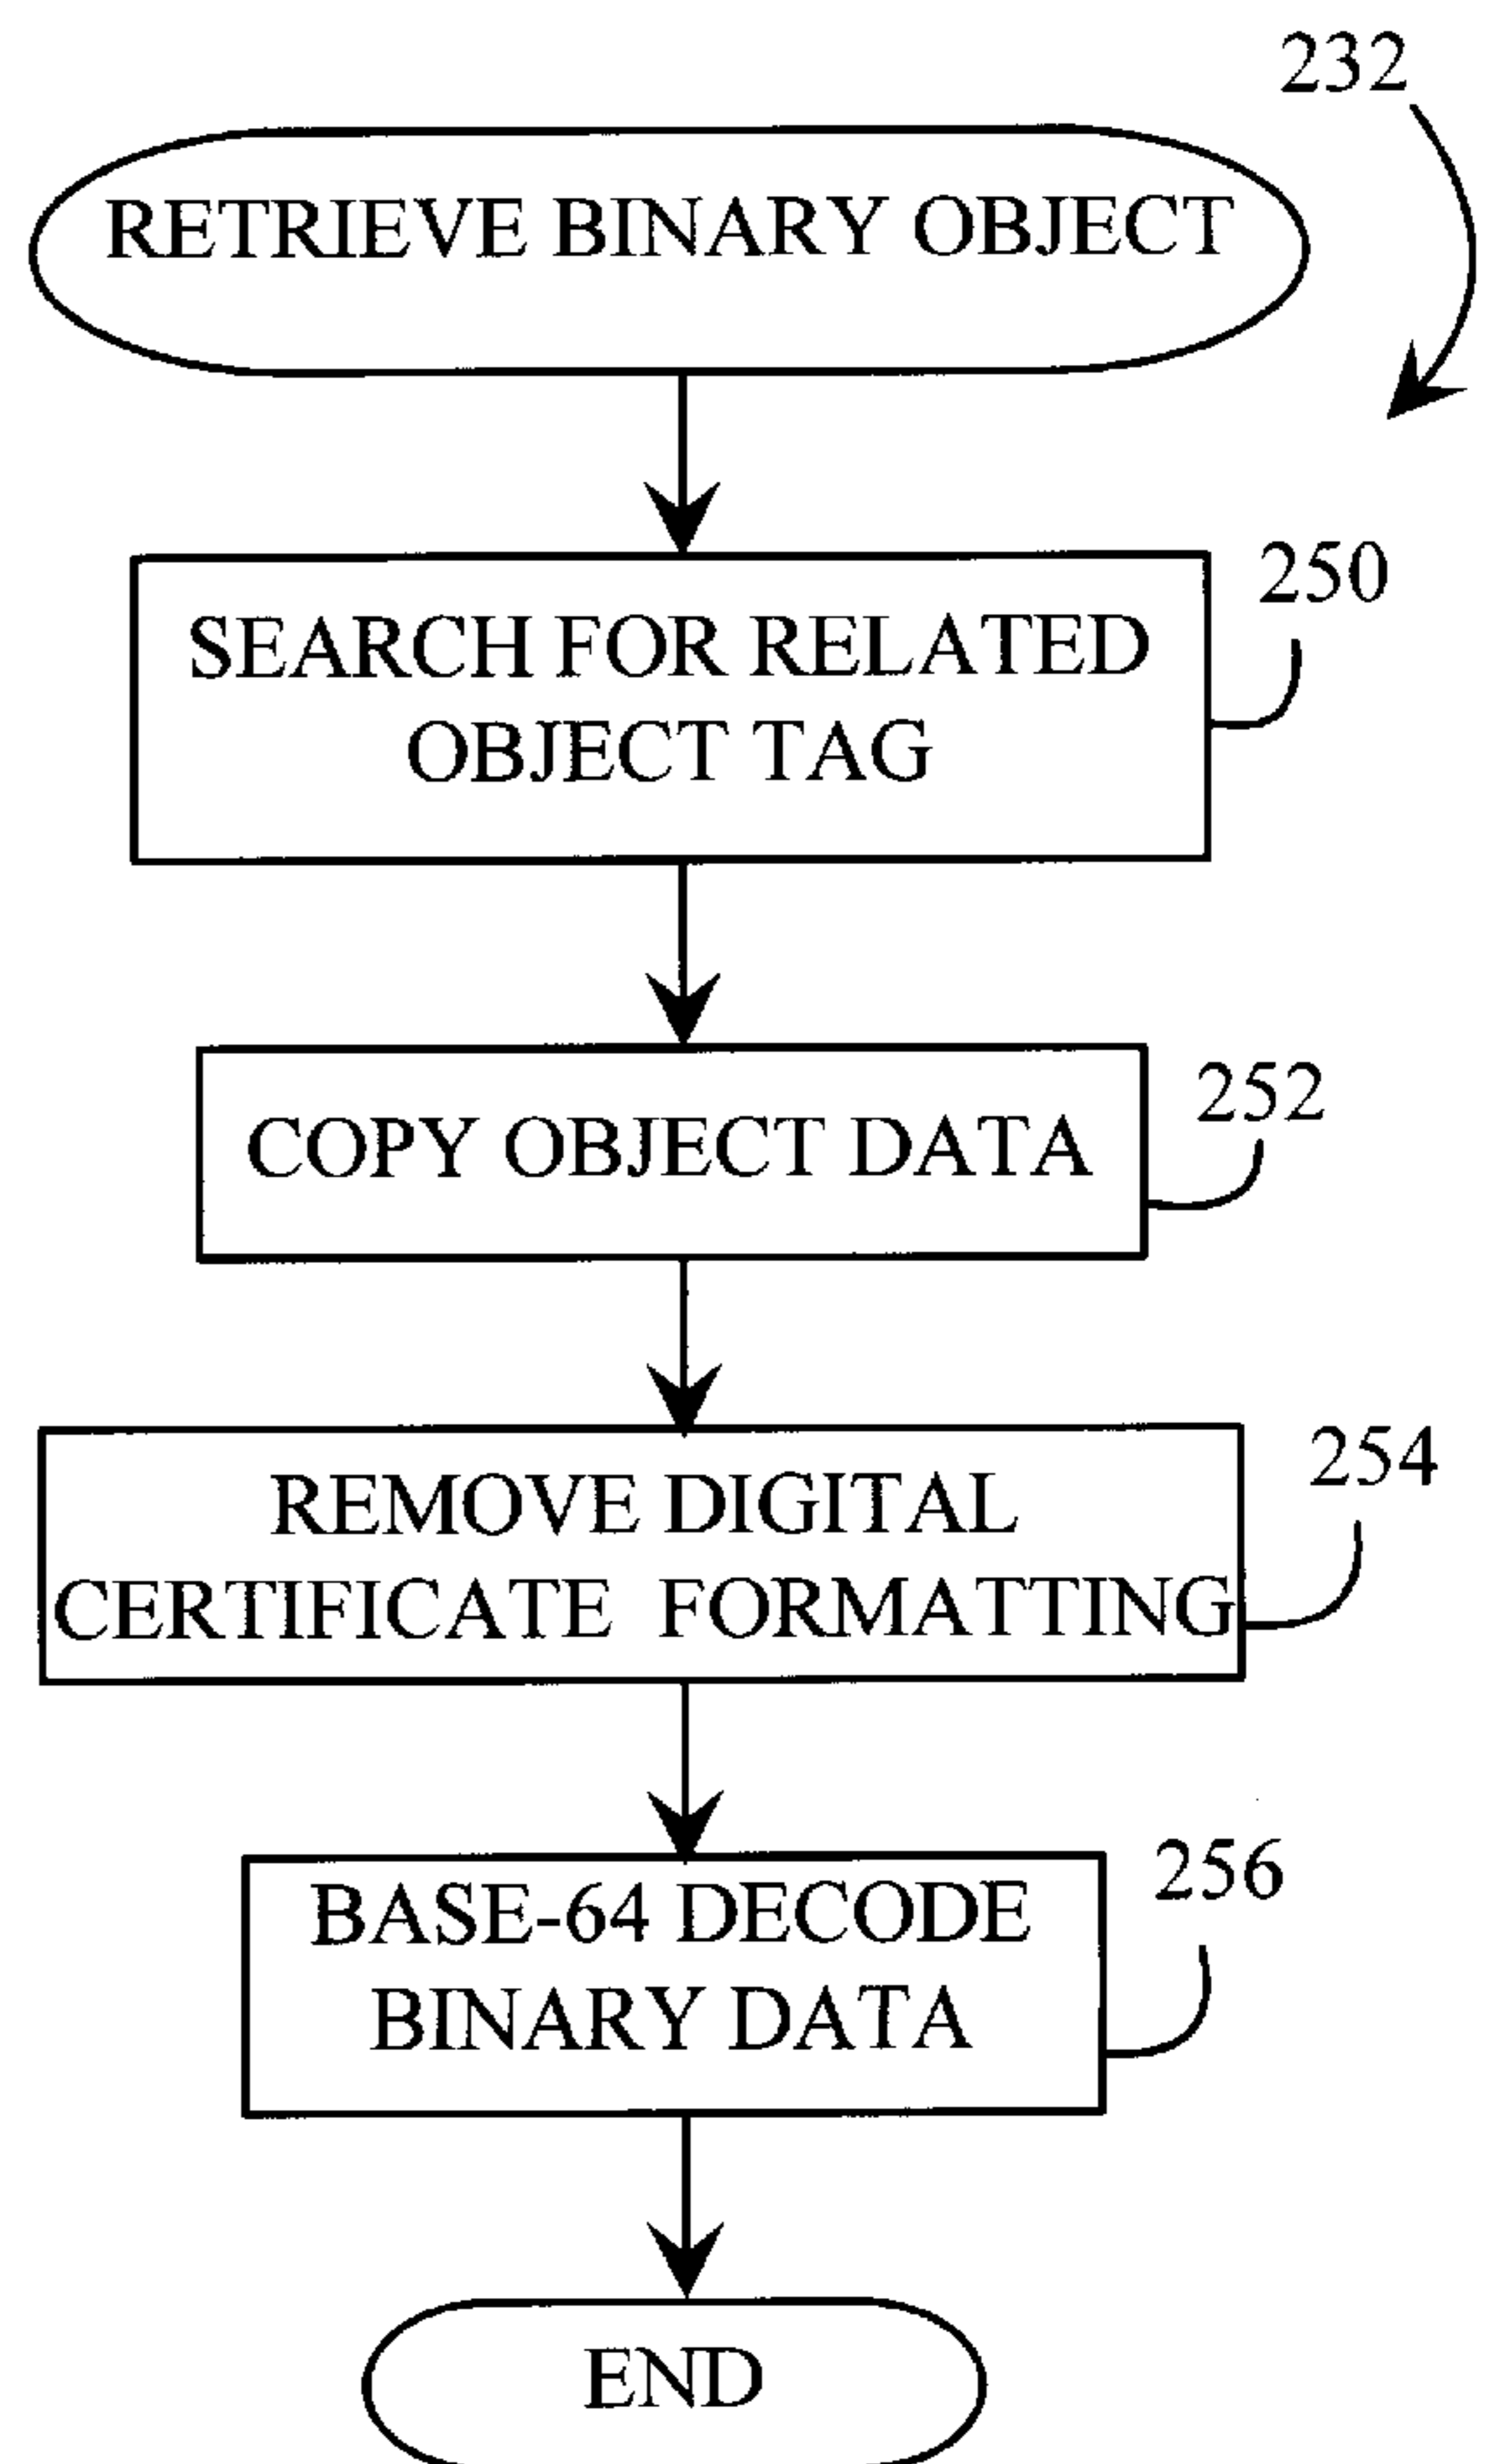 232
RETRIEVE BINARY OBJECT
250
SEARCH FOR RELATED
OBJECT TAG
252
COPY OBJECT DATA
254
REMOVE DIGITAL
CERTIFICATE FORMATTING
256
BASE-64 DECODE
BINARY DATA
END